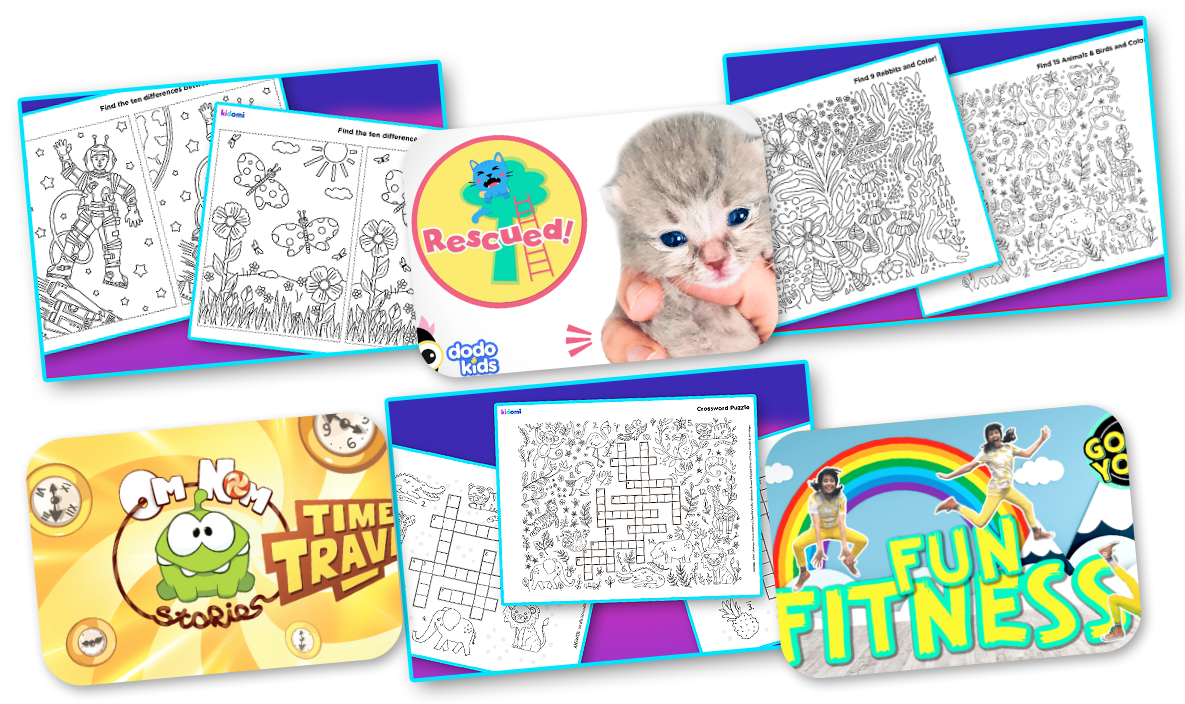 Find the ten differences
kidomi
Find the ten difference
Rescued!
dodo
kids
Find 9 Rabbits and Color!
Find 15 Animals & Birds and Colo
OM NOM
Stories
TIME
TRAV
kidomi
Crossword Puzzle
GO
YO
FUN
FITNESS